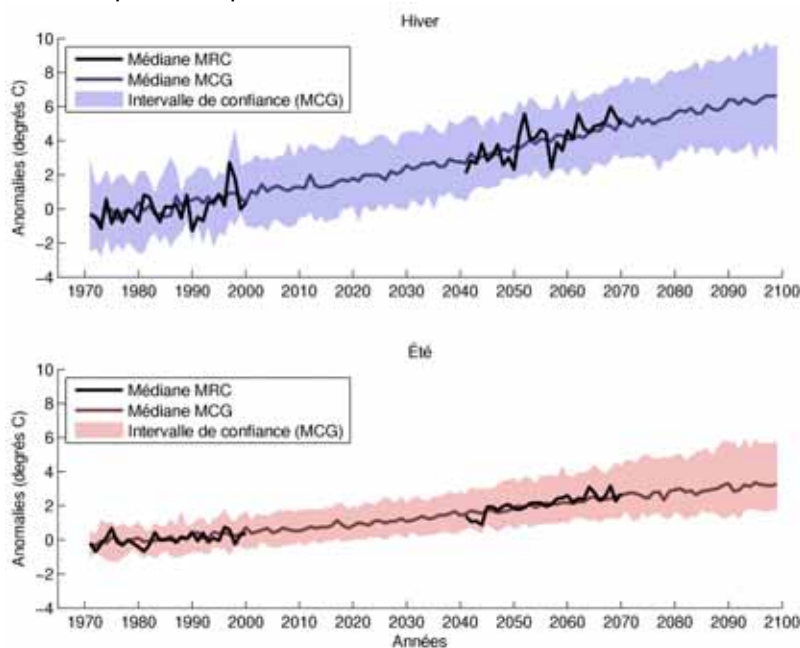 Hiver
10
8
6
4
2
0
−2
−4
Anomalies (degrés C)
Médiane MRC
Médiane MCG
Intervalle de confiance (MCG)
1970 1980 1990 2000 2010 2020 2030 2040 2050 2060 2070 2080 2090 2100
Été
10
8
6
4
2
0
−2
−4
Anomalies (degrés C)
Médiane MRC
Médiane MCG
Intervalle de confiance (MCG)
1970 1980 1990 2000 2010 2020 2030 2040 2050 2060 2070 2080 2090 2100
Années